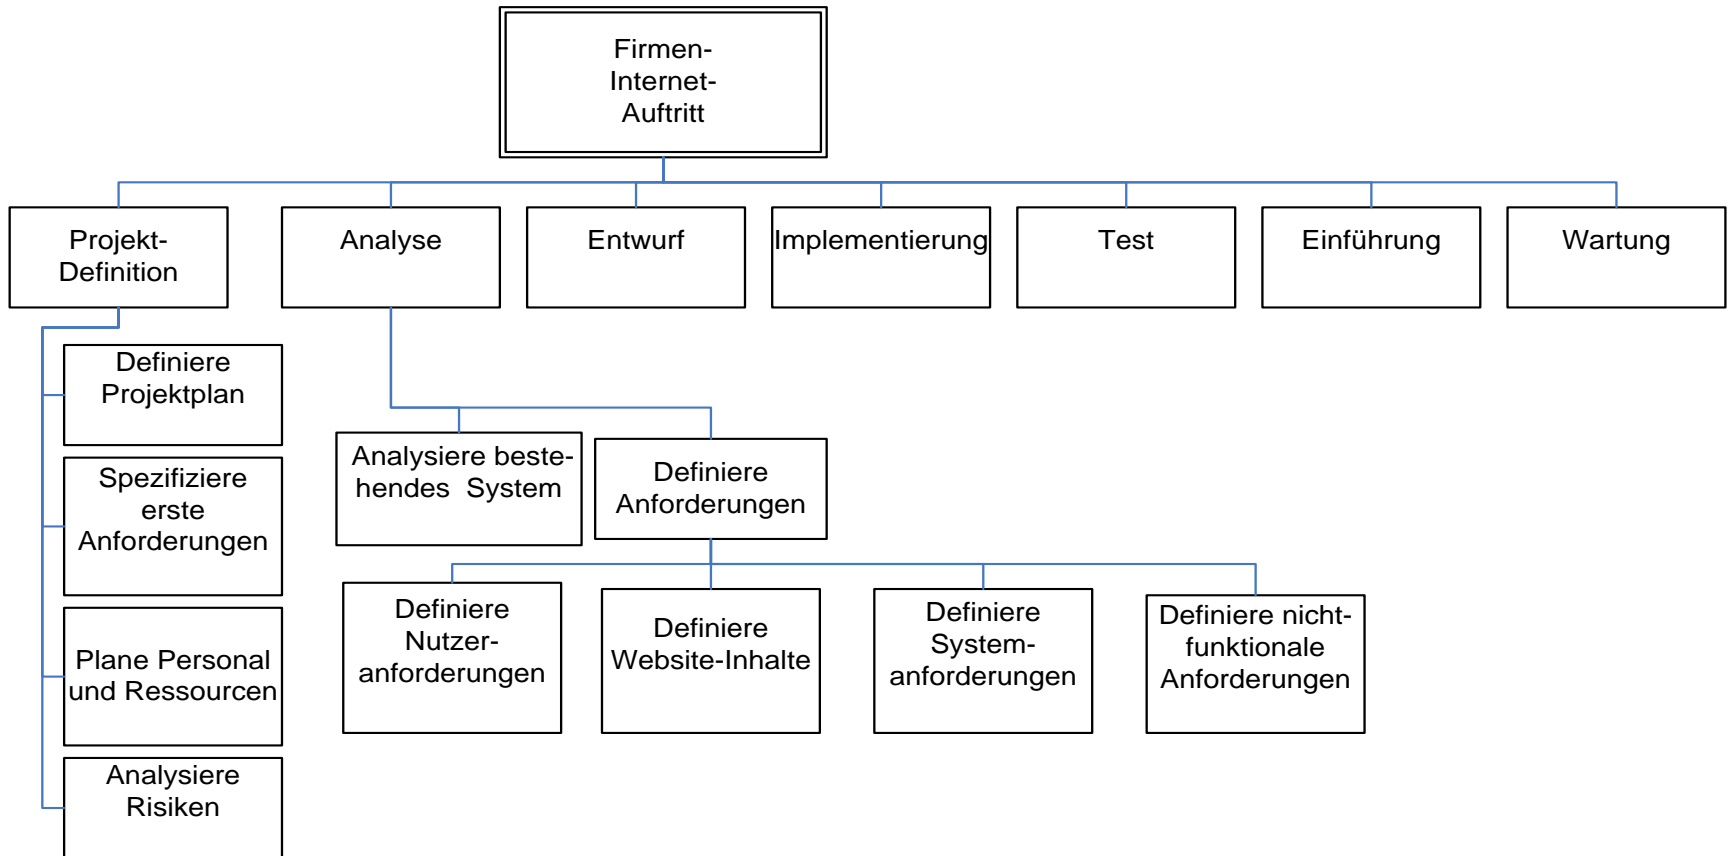 Firmen-
Internet-
Auftritt
Projekt-
Definition
Analyse
Entwurf
Implementierung
Test
Einführung
Wartung
Definiere
Projektplan
Spezifiziere
erste
Anforderungen
Plane Personal
und Ressourcen
Analysiere
Risiken
Analysiere beste-
hendes System
Definiere
Anforderungen
Definiere
Nutzer-
anforderungen
Definiere
Website-Inhalte
Definiere
System-
anforderungen
Definiere nicht-
funktionale
Anforderungen